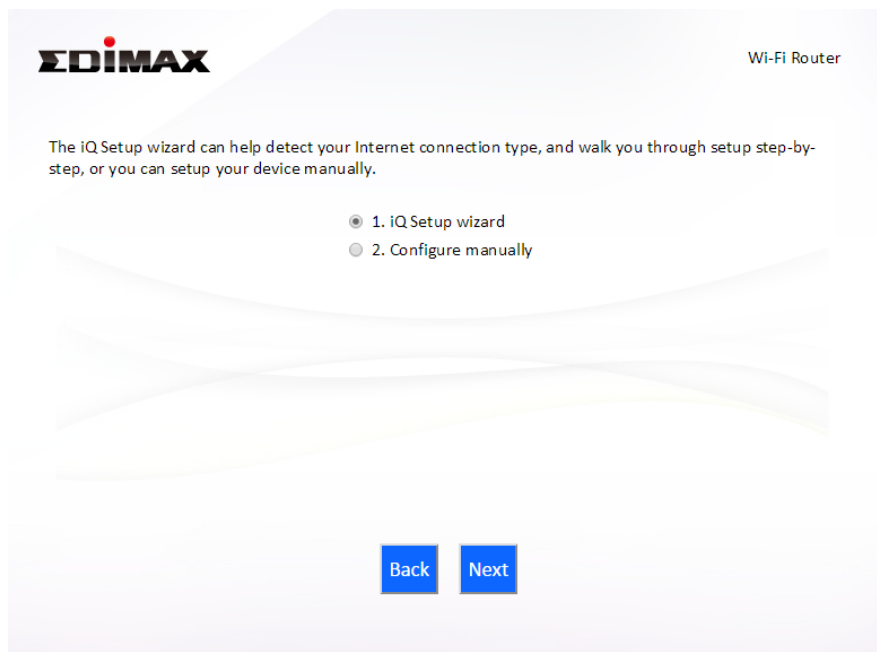 EDiMAX
Wi-Fi Router
The iQ Setup wizard can help detect your Internet connection type, and walk you through setup step-by-
step, or you can setup your device manually.
1. iQ Setup wizard
2. Configure manually
Back Next